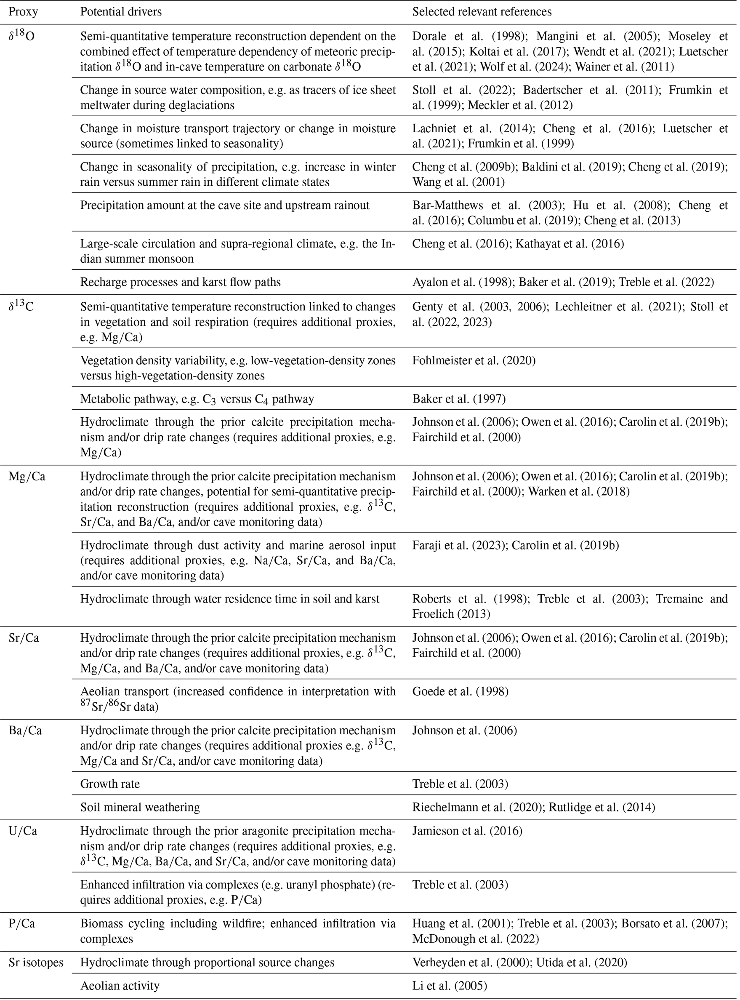 Proxy Potential drivers Selected relevant references
δ18O Semi-quantitative temperature reconstruction dependent on the Dorale et al. (1998); Mangini et al. (2005); Moseley et
combined effect of temperature dependency of meteoric precip- al. (2015); Koltai et al. (2017); Wendt et al. (2021); Luetscher
itation δ18O and in-cave temperature on carbonate δ18O et al. (2021); Wolf et al. (2024); Wainer et al. (2011)
Change in source water composition, e.g. as tracers of ice sheet Stoll et al. (2022); Badertscher et al. (2011); Frumkin et
meltwater during deglaciations al. (1999); Meckler et al. (2012)
Change in moisture transport trajectory or change in moisture Lachniet et al. (2014); Cheng et al. (2016); Luetscher et
source (sometimes linked to seasonality) al. (2021); Frumkin et al. (1999)
Change in seasonality of precipitation, e.g. increase in winter Cheng et al. (2009b); Baldini et al. (2019); Cheng et al. (2019);
rain versus summer rain in different climate states Wang et al. (2001)
Precipitation amount at the cave site and upstream rainout Bar-Matthews et al. (2003); Hu et al. (2008); Cheng et
al. (2016); Columbu et al. (2019); Cheng et al. (2013)
Large-scale circulation and supra-regional climate, e.g. the In- Cheng et al. (2016); Kathayat et al. (2016)
dian summer monsoon
Recharge processes and karst flow paths Ayalon et al. (1998); Baker et al. (2019); Treble et al. (2022)
δ13C Semi-quantitative temperature reconstruction linked to changes Genty et al. (2003, 2006); Lechleitner et al. (2021); Stoll et
in vegetation and soil respiration (requires additional proxies, al. (2022, 2023)
e.g. Mg/Ca)
Vegetation density variability, e.g. low-vegetation-density zones Fohlmeister et al. (2020)
versus high-vegetation-density zones
Metabolic pathway, e.g. C3 versus C4 pathway Baker et al. (1997)
Hydroclimate through the prior calcite precipitation mecha- Johnson et al. (2006); Owen et al. (2016); Carolin et al. (2019b);
nism and/or drip rate changes (requires additional proxies, e.g. Fairchild et al. (2000)
Mg/Ca)
Mg/Ca Hydroclimate through the prior calcite precipitation mechanism Johnson et al. (2006); Owen et al. (2016); Carolin et al. (2019b);
and/or drip rate changes, potential for semi-quantitative precip- Fairchild et al. (2000); Warken et al. (2018)
itation reconstruction (requires additional proxies, e.g. δ13C,
Sr/Ca, and Ba/Ca, and/or cave monitoring data)
Hydroclimate through dust activity and marine aerosol input Faraji et al. (2023); Carolin et al. (2019b)
(requires additional proxies, e.g. Na/Ca, Sr/Ca, and Ba/Ca,
and/or cave monitoring data)
Hydroclimate through water residence time in soil and karst Roberts et al. (1998); Treble et al. (2003); Tremaine and
Froelich (2013)
Sr/Ca Hydroclimate through the prior calcite precipitation mechanism Johnson et al. (2006); Owen et al. (2016); Carolin et al. (2019b);
and/or drip rate changes (requires additional proxies, e.g. δ13C, Fairchild et al. (2000)
Mg/Ca, and Ba/Ca, and/or cave monitoring data)
Aeolian transport (increased confidence in interpretation with Goede et al. (1998)
87Sr/86Sr data)
Ba/Ca Hydroclimate through the prior calcite precipitation mechanism Johnson et al. (2006)
and/or drip rate changes (requires additional proxies e.g. δ13C,
Mg/Ca and Sr/Ca, and/or cave monitoring data)
Growth rate Treble et al. (2003)
Soil mineral weathering Riechelmann et al. (2020); Rutlidge et al. (2014)
U/Ca Hydroclimate through the prior aragonite precipitation mecha- Jamieson et al. (2016)
nism and/or drip rate changes (requires additional proxies, e.g.
δ13C, Mg/Ca, Ba/Ca, and Sr/Ca, and/or cave monitoring data)
Enhanced infiltration via complexes (e.g. uranyl phosphate) (re- Treble et al. (2003)
quires additional proxies, e.g. P/Ca)
P/Ca Biomass cycling including wildfire; enhanced infiltration via Huang et al. (2001); Treble et al. (2003); Borsato et al. (2007);
complexes McDonough et al. (2022)
Sr isotopes Hydroclimate through proportional source changes Verheyden et al. (2000); Utida et al. (2020)
Aeolian activity Li et al. (2005)